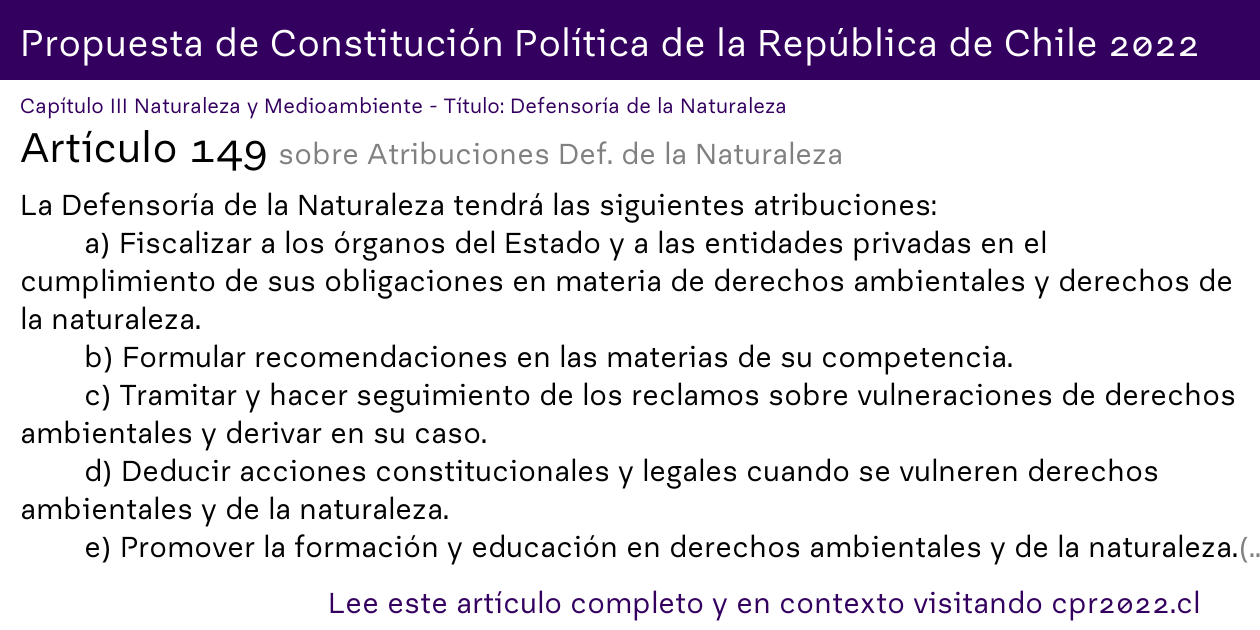 Propuesta de Constitución Política de la República de Chile 2022
Capítulo III Naturaleza y Medioambiente - Título: Defensoría de la Naturaleza
Artículo 149 sobre Atribuciones Def. de la Naturaleza
La Defensoría de la Naturaleza tendrá las siguientes atribuciones:
a) Fiscalizar a los órganos del Estado y a las entidades privadas en el
cumplimiento de sus obligaciones en materia de derechos ambientales y derechos de
la naturaleza.
b) Formular recomendaciones en las materias de su competencia.
c) Tramitar y hacer seguimiento de los reclamos sobre vulneraciones de derechos
ambientales y derivar en su caso.
d) Deducir acciones constitucionales y legales cuando se vulneren derechos
ambientales y de la naturaleza.
e) Promover la formación y educación en derechos ambientales y de la naturaleza.(..
Lee este artículo completo y en contexto visitando cpr2022.cl